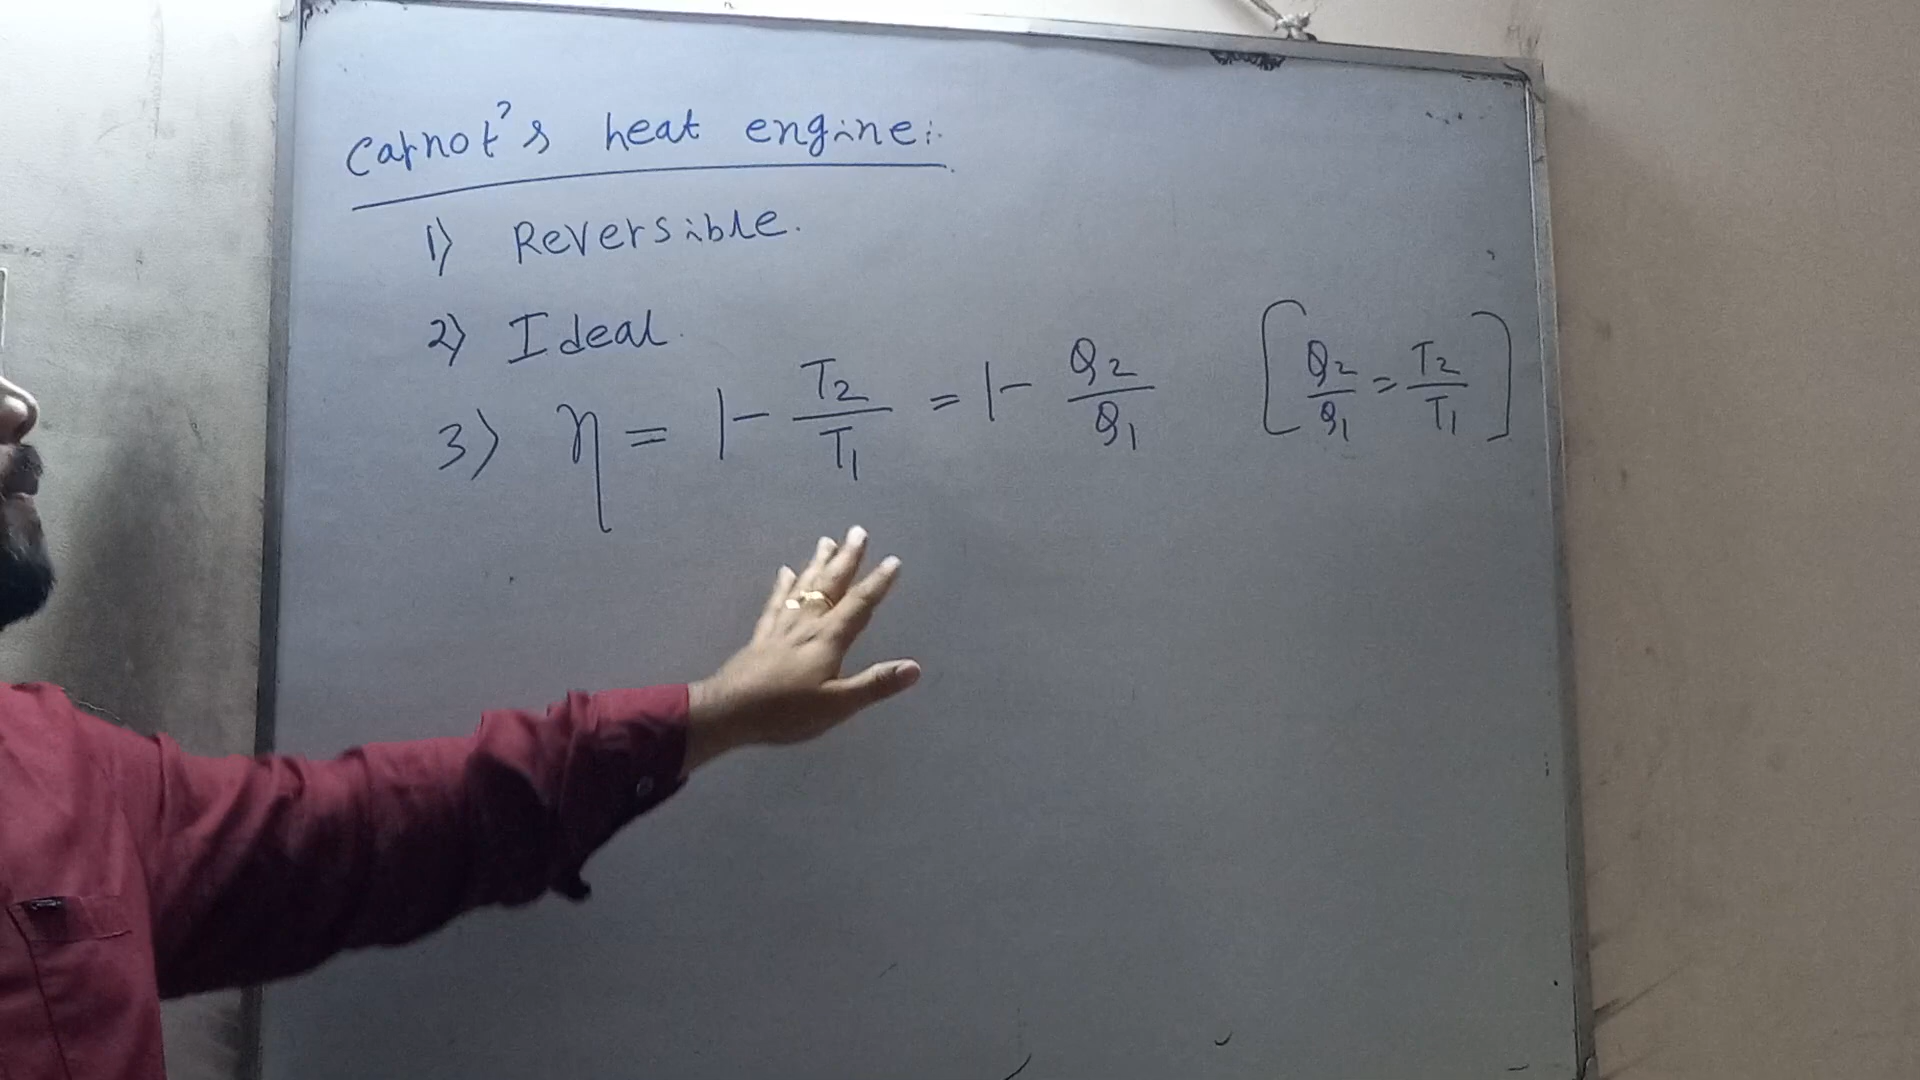 Carnot's heat engine:
1) Reversible.
2) Ideal.
3) η = 1 - T2/T1 = 1 - Q2/Q1 [Q2/Q1 = T2/T1]